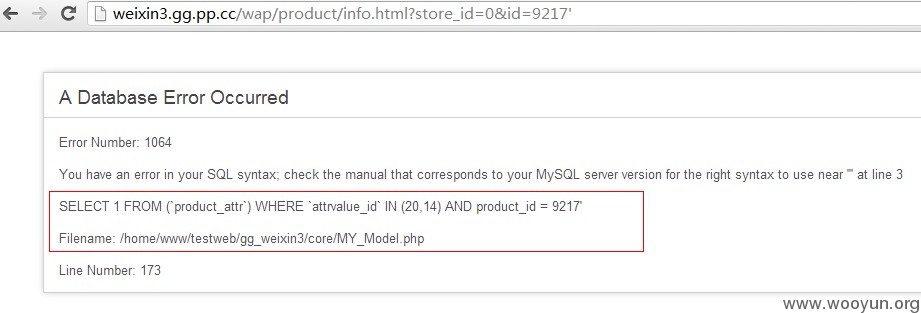 weixin3.gg.pp.cc/wap/product/info.html?store_id=0&id=9217'
A Database Error Occurred
Error Number: 1064
You have an error in your SQL syntax; check the manual that corresponds to your MySQL server version for the right syntax to use near ''' at line 3
SELECT 1 FROM (`product_attr`) WHERE `attrvalue_id` IN (20,14) AND product_id = 9217'
Filename: /home/www/testweb/gg_weixin3/core/MY_Model.php
Line Number: 173
www.wooyun.org